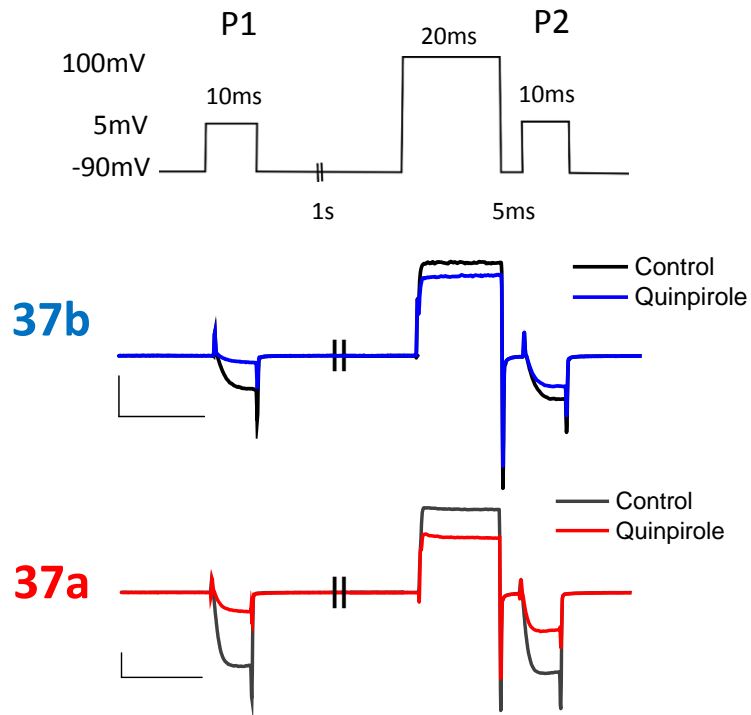 P1
P2
20ms
100mV
10ms
10ms
5mV
-90mV
1s
5ms
Control
Quinpirole
37b
Control
Quinpirole
37a